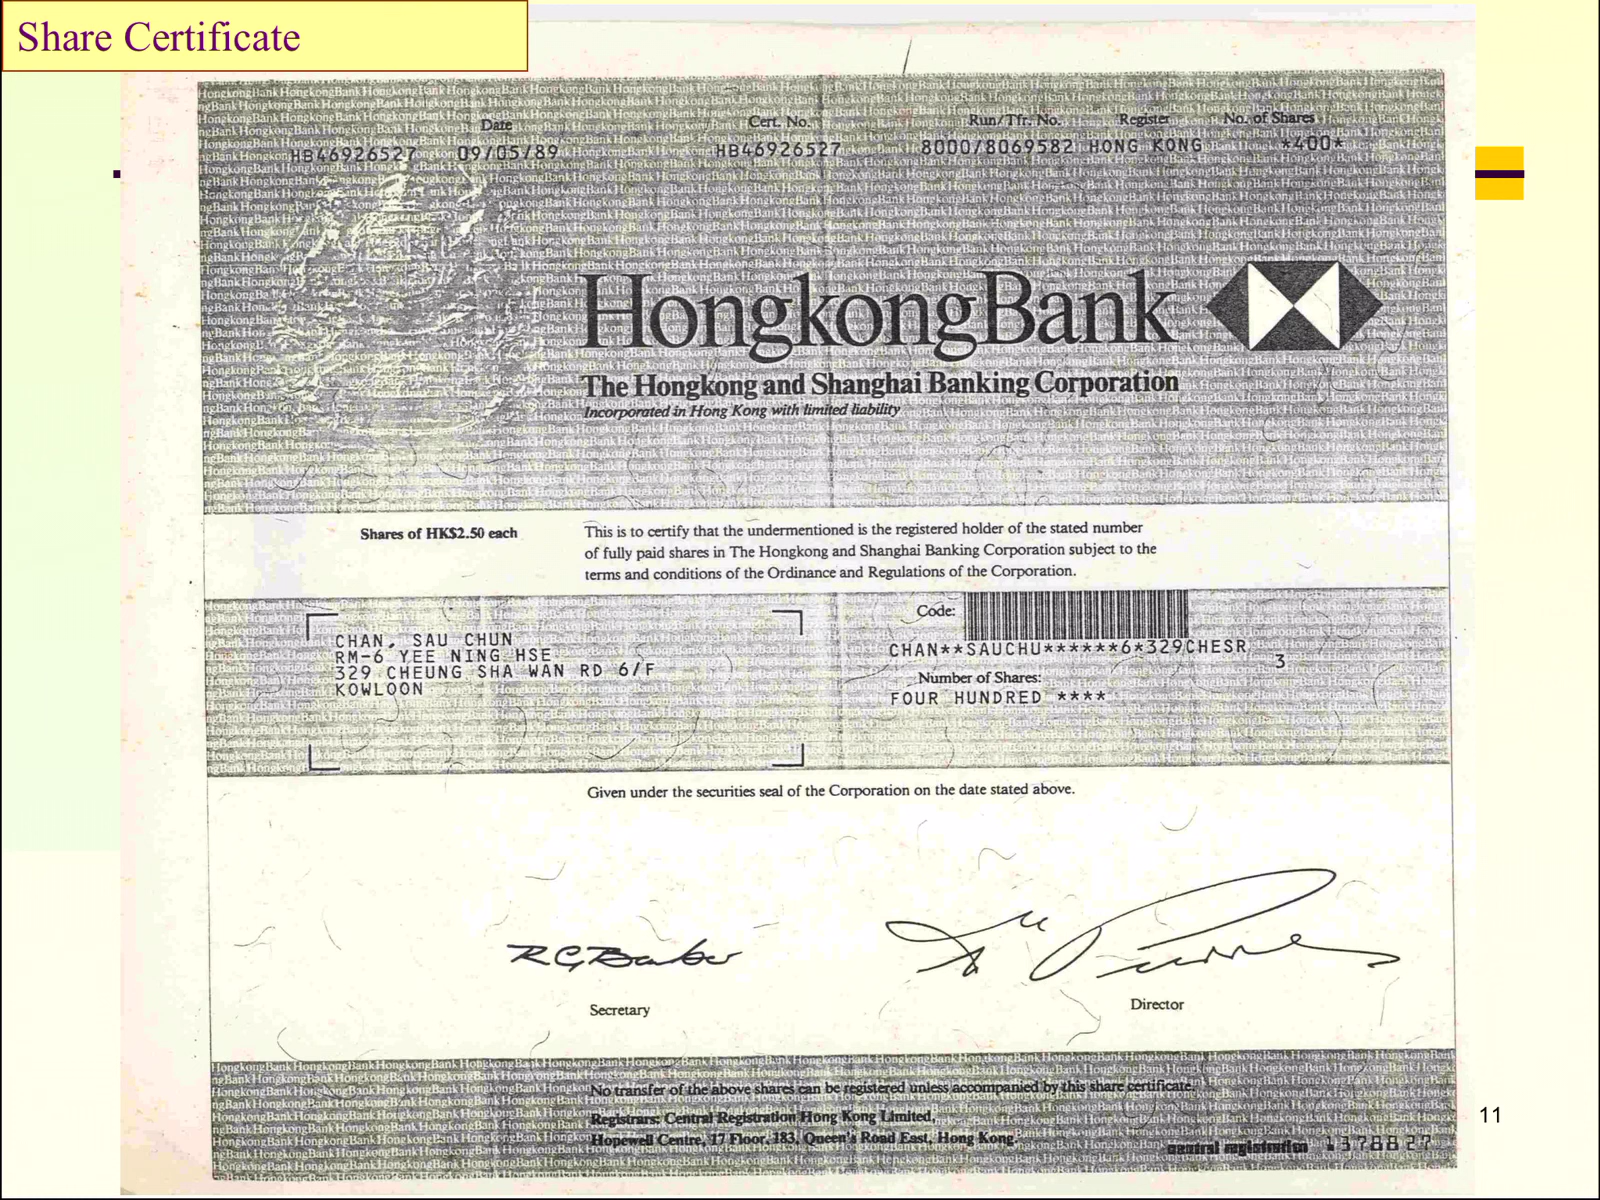 Share Certificate
Date Cert. No. Run/Tfr. No. Register No. of Shares
HB46926527 09/05/89 HB46926527 8000/8069582 HONG KONG *400*
HongkongBank
The Hongkong and Shanghai Banking Corporation
Incorporated in Hong Kong with limited liability
Shares of HK$2.50 each
This is to certify that the undermentioned is the registered holder of the stated number
of fully paid shares in The Hongkong and Shanghai Banking Corporation subject to the
terms and conditions of the Ordinance and Regulations of the Corporation.
CHAN, SAU CHUN
RM-6 YEE NING HSE
329 CHEUNG SHA WAN RD 6/F
KOWLOON
Code:
CHAN**SAUCHU******6*329CHESR 3
Number of Shares:
FOUR HUNDRED ****
Given under the securities seal of the Corporation on the date stated above.
Secretary
Director
No transfer of the above shares can be registered unless accompanied by this share certificate.
Registrars: Central Registration Hong Kong Limited,
Hopewell Centre, 17 Floor, 183, Queen's Road East, Hong Kong.
central registration
11